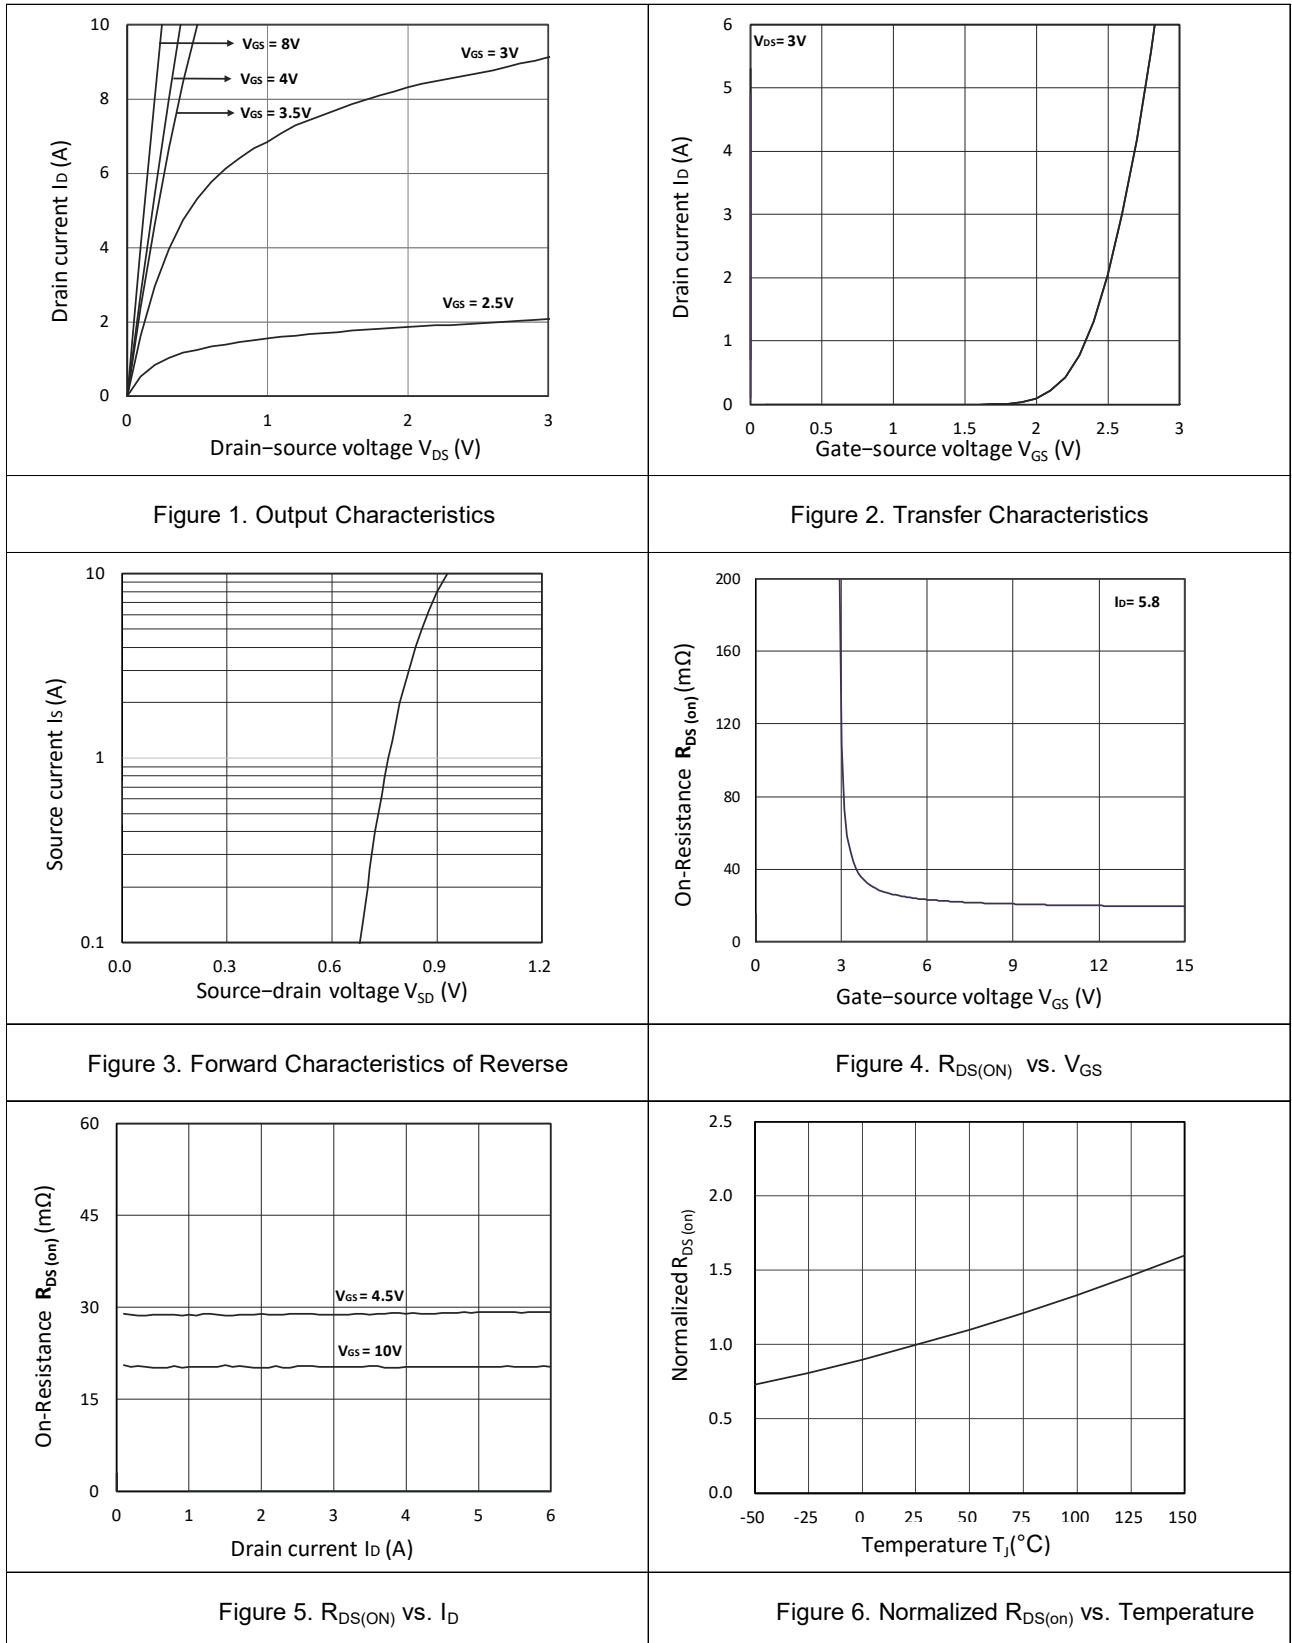 10
8
6
4
2
0
0 1 2 3
Drain current ID (A)
VGS = 8V
VGS = 4V
VGS = 3.5V
VGS = 3V
VGS = 2.5V
Drain−source voltage VDS (V)
6
5
4
3
2
1
0
0 0.5 1 1.5 2 2.5 3
Drain current ID (A)
VDS= 3V
Gate−source voltage VGS (V)
Figure 1. Output Characteristics
Figure 2. Transfer Characteristics
10
1
0.1
0.0 0.3 0.6 0.9 1.2
Source current IS (A)
Source−drain voltage VSD (V)
200
160
120
80
40
0
0 3 6 9 12 15
On-Resistance RDS (on) (mΩ)
ID= 5.8
Gate−source voltage VGS (V)
Figure 3. Forward Characteristics of Reverse
Figure 4. RDS(ON) vs. VGS
60
45
30
15
0
0 1 2 3 4 5 6
On-Resistance RDS (on) (mΩ)
VGS = 4.5V
VGS = 10V
Drain current ID (A)
2.5
2.0
1.5
1.0
0.5
0.0
-50 -25 0 25 50 75 100 125 150
Normalized RDS (on)
Temperature TJ(°C)
Figure 5. RDS(ON) vs. ID
Figure 6. Normalized RDS(on) vs. Temperature